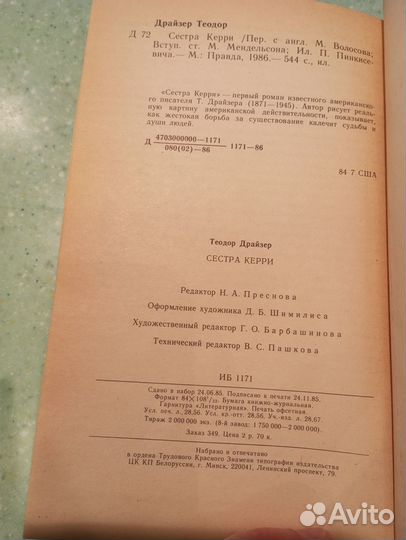 Драйзер Теодор
Д 72 Сестра Керри /Пер. с англ. М. Волосова;
Вступ. ст. М. Мендельсона; Ил. П. Пинкисе-
вича.— М.: Правда, 1986.— 544 с., ил.
«Сестра Керри» — первый роман известного американско-
го писателя Т. Драйзера (1871—1945). Автор рисует реаль-
ную картину американской действительности, показывает,
как жестокая борьба за существование калечит судьбы и
души людей.
4703000000—1171
Д 1171—86
080(02)—86
84 7 США
Теодор Драйзер
СЕСТРА КЕРРИ
Редактор Н. А. Преснова
Оформление художника Д. Б. Шимилиса
Художественный редактор Г. О. Барбашинова
Технический редактор В. С. Пашкова
ИБ 1171
Сдано в набор 24.06.85. Подписано к печати 24.11.85.
Формат 84×108¹/₃₂. Бумага книжно-журнальная.
Гарнитура «Литературная». Печать офсетная.
Усл. печ. л. 28,56. Усл. кр.-отт. 28,56. Уч.-изд. л. 28,67.
Тираж 2 000 000 экз. (8-й завод: 1 750 000—2 000 000).
Заказ 349. Цена 2 р. 70 к.
Набрано и отпечатано
в ордена Трудового Красного Знамени типографии издательства
ЦК КП Белоруссии, г. Минск, 220041, Ленинский проспект, 79.
Avito